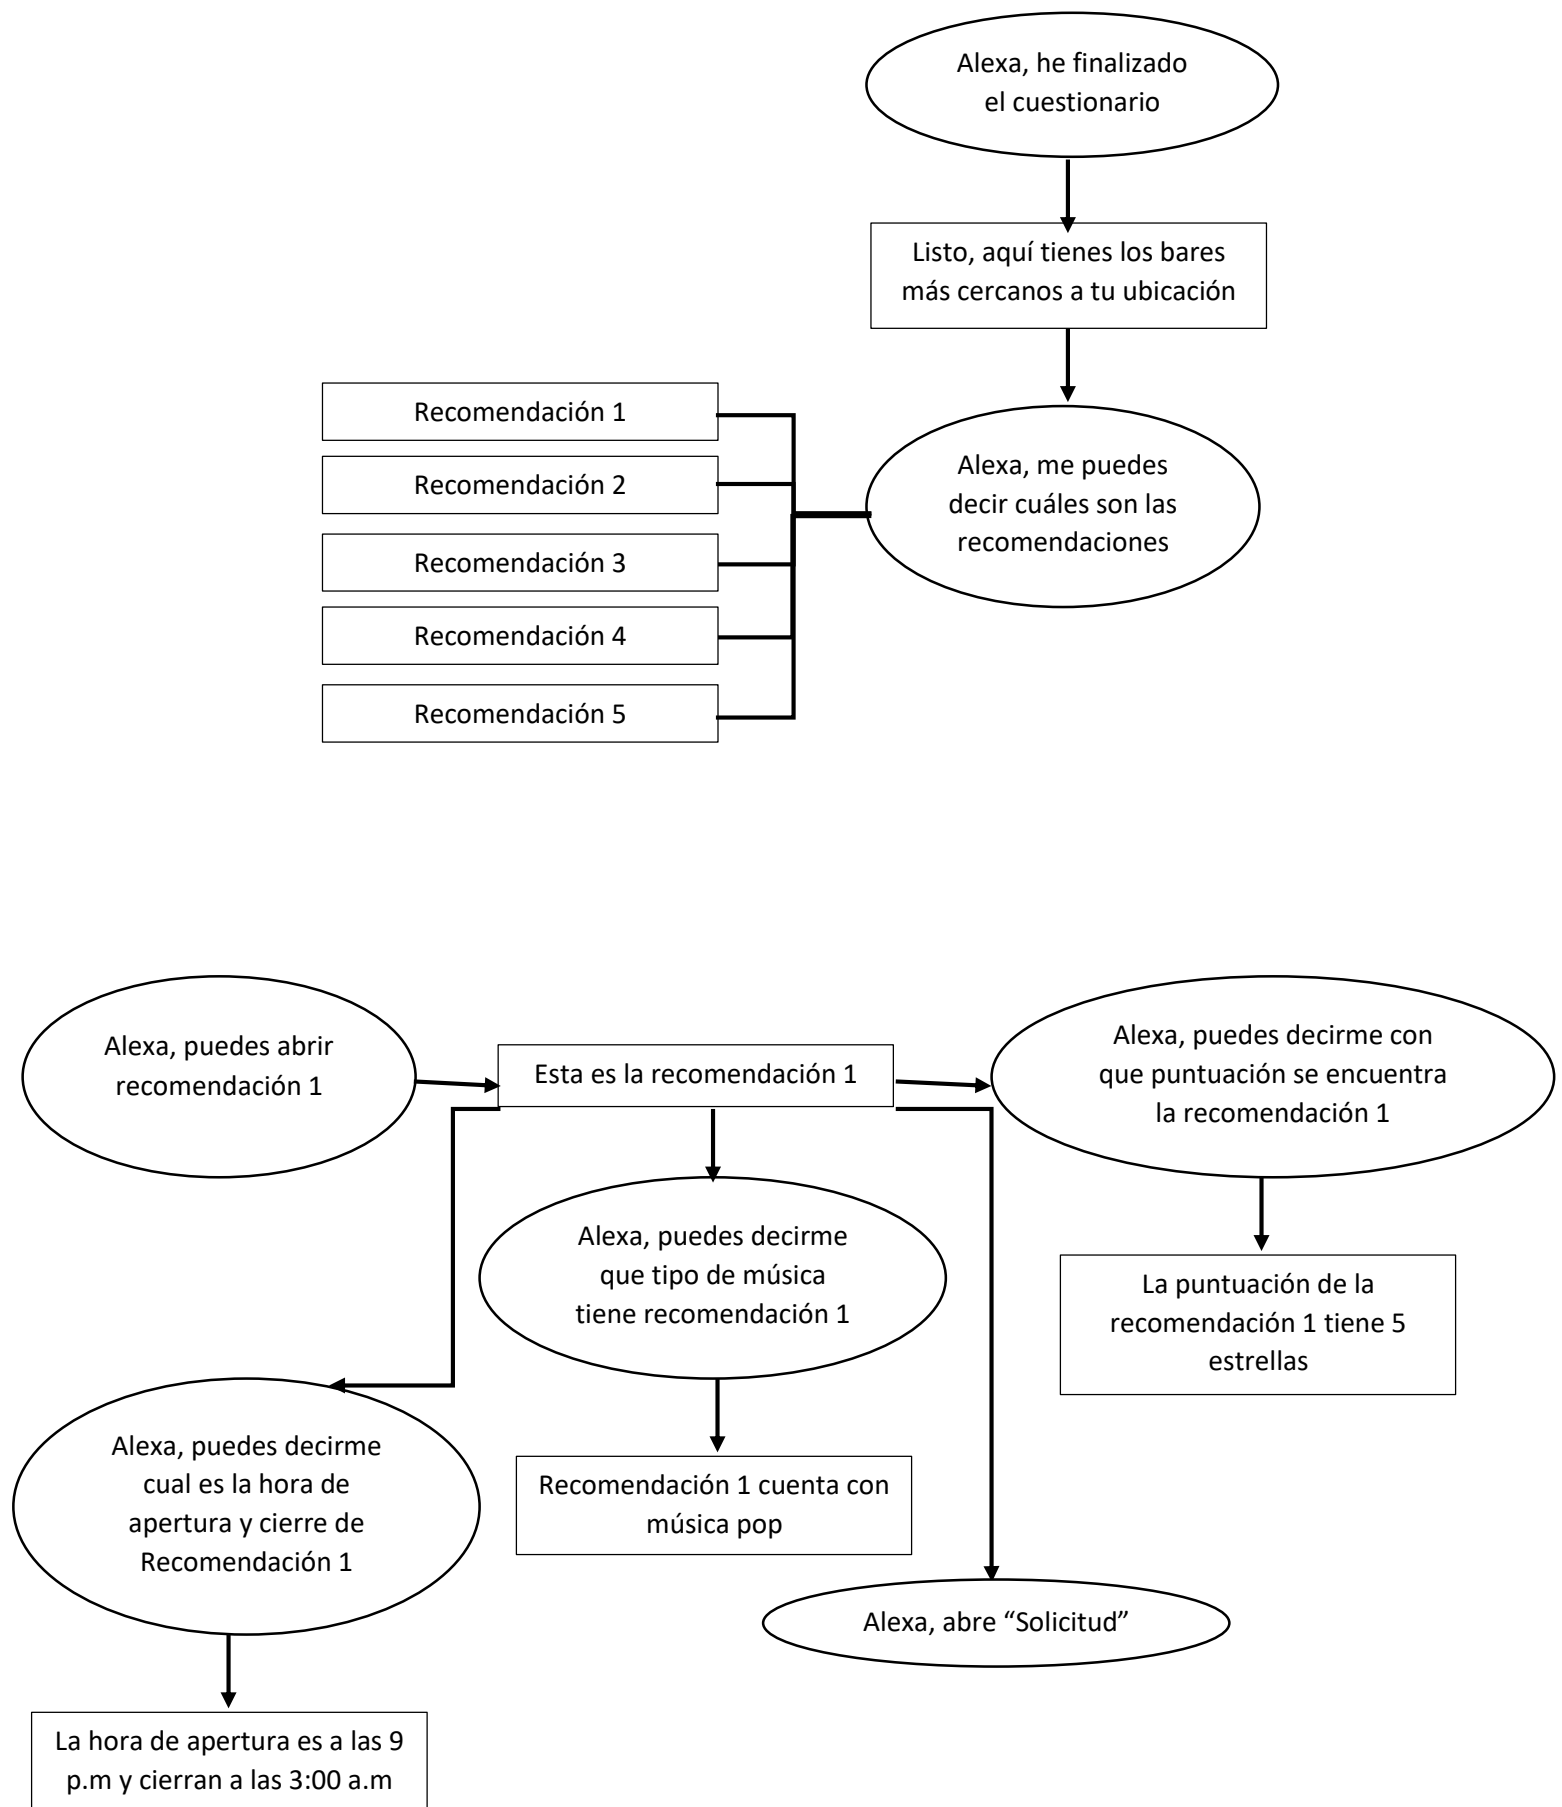 Alexa, he finalizado
el cuestionario
Listo, aquí tienes los bares
más cercanos a tu ubicación
Alexa, me puedes
decir cuáles son las
recomendaciones
Recomendación 1
Recomendación 2
Recomendación 3
Recomendación 4
Recomendación 5
Alexa, puedes abrir
recomendación 1
Esta es la recomendación 1
Alexa, puedes decirme con
que puntuación se encuentra
la recomendación 1
La puntuación de la
recomendación 1 tiene 5
estrellas
Alexa, puedes decirme
que tipo de música
tiene recomendación 1
Recomendación 1 cuenta con
música pop
Alexa, puedes decirme
cual es la hora de
apertura y cierre de
Recomendación 1
La hora de apertura es a las 9
p.m y cierran a las 3:00 a.m
Alexa, abre “Solicitud”